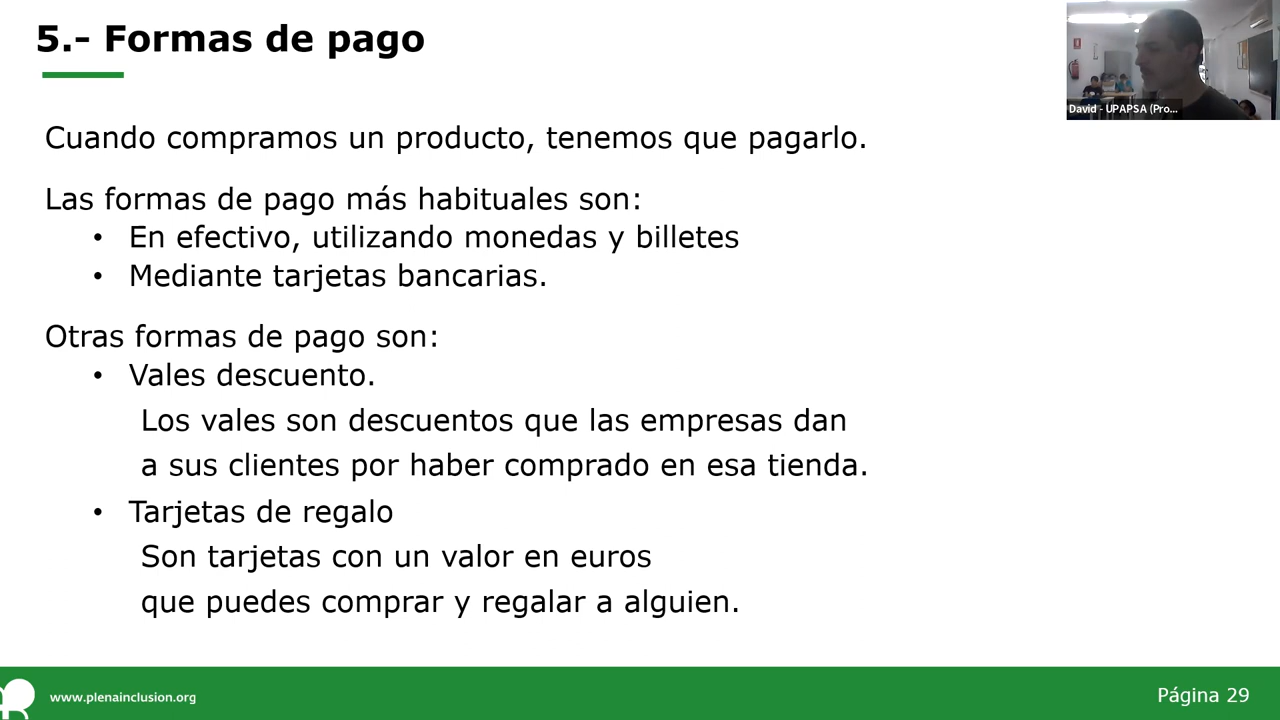 5.- Formas de pago
David - UPAPSA (Pro...
Cuando compramos un producto, tenemos que pagarlo.
Las formas de pago más habituales son:
• En efectivo, utilizando monedas y billetes
• Mediante tarjetas bancarias.
Otras formas de pago son:
• Vales descuento.
Los vales son descuentos que las empresas dan
a sus clientes por haber comprado en esa tienda.
• Tarjetas de regalo
Son tarjetas con un valor en euros
que puedes comprar y regalar a alguien.
www.plenainclusion.org
Página 29